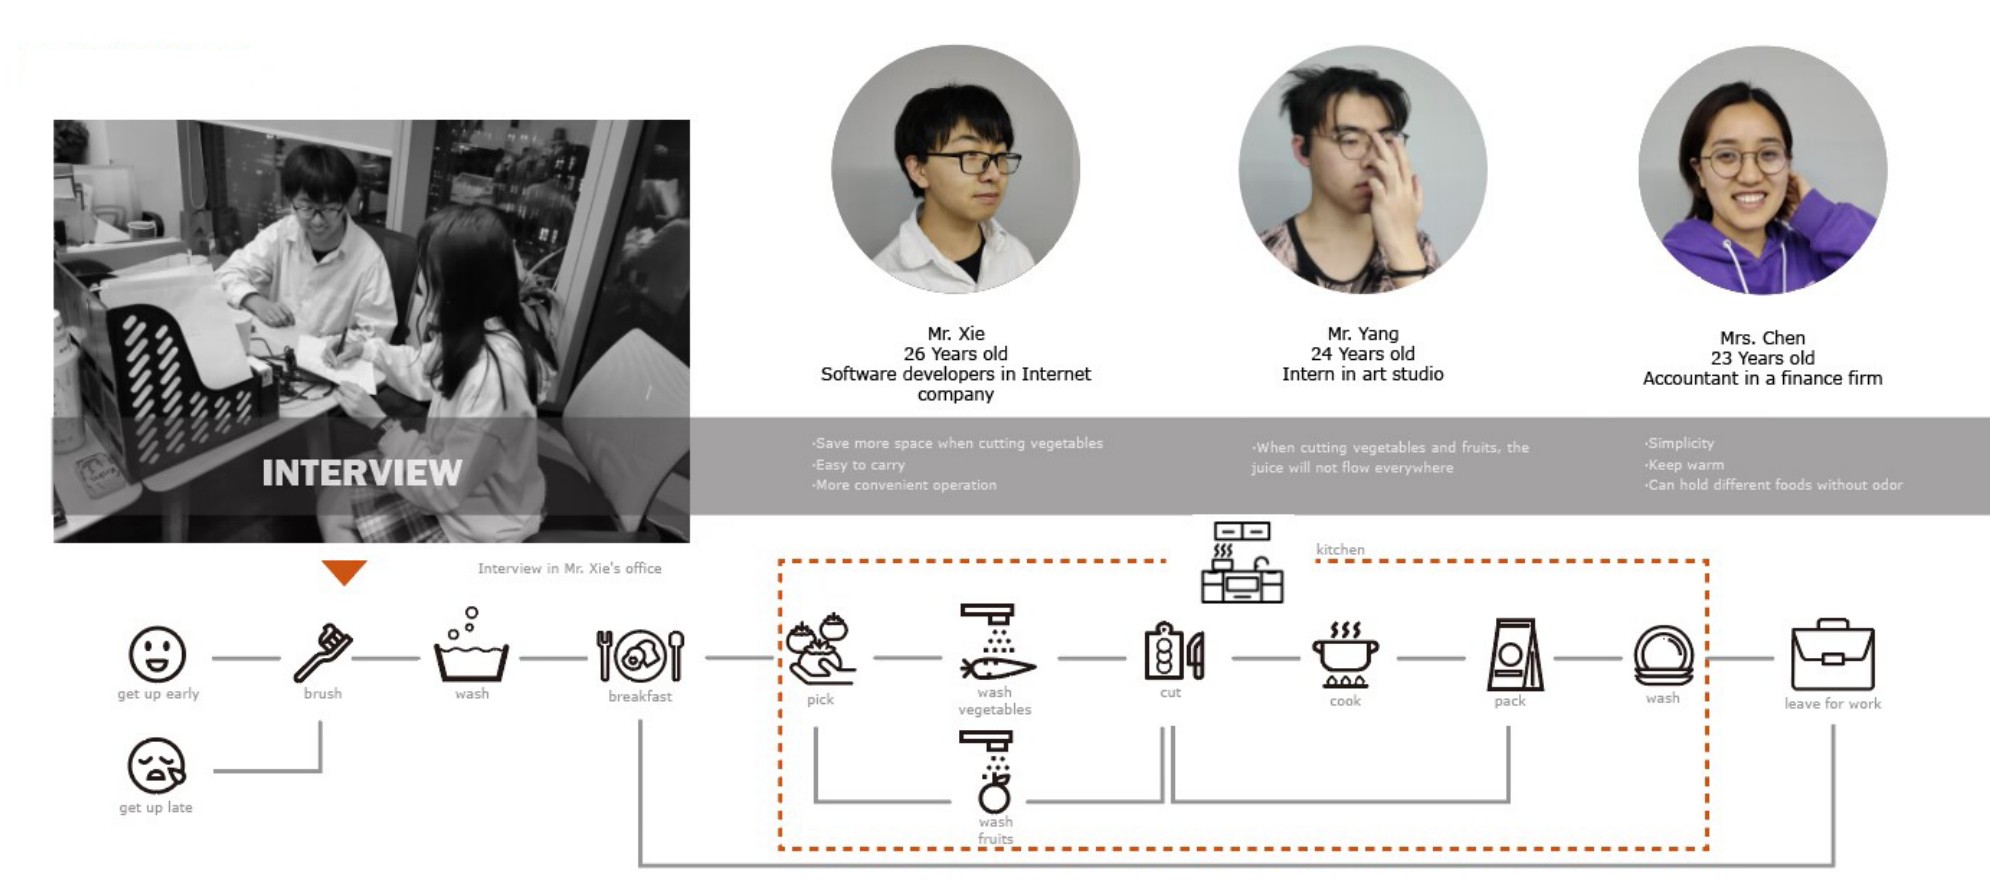 Mr. Xie
26 Years old
Software developers in Internet
company
Mr. Yang
24 Years old
Intern in art studio
Mrs. Chen
23 Years old
Accountant in a finance firm
INTERVIEW
·Save more space when cutting vegetables
·Easy to carry
·More convenient operation
·When cutting vegetables and fruits, the
juice will not flow everywhere
·Simplicity
·Keep warm
·Can hold different foods without odor
Interview in Mr. Xie's office
kitchen
get up early
brush
wash
breakfast
pick
wash
vegetables
cut
cook
pack
wash
leave for work
get up late
wash
fruits